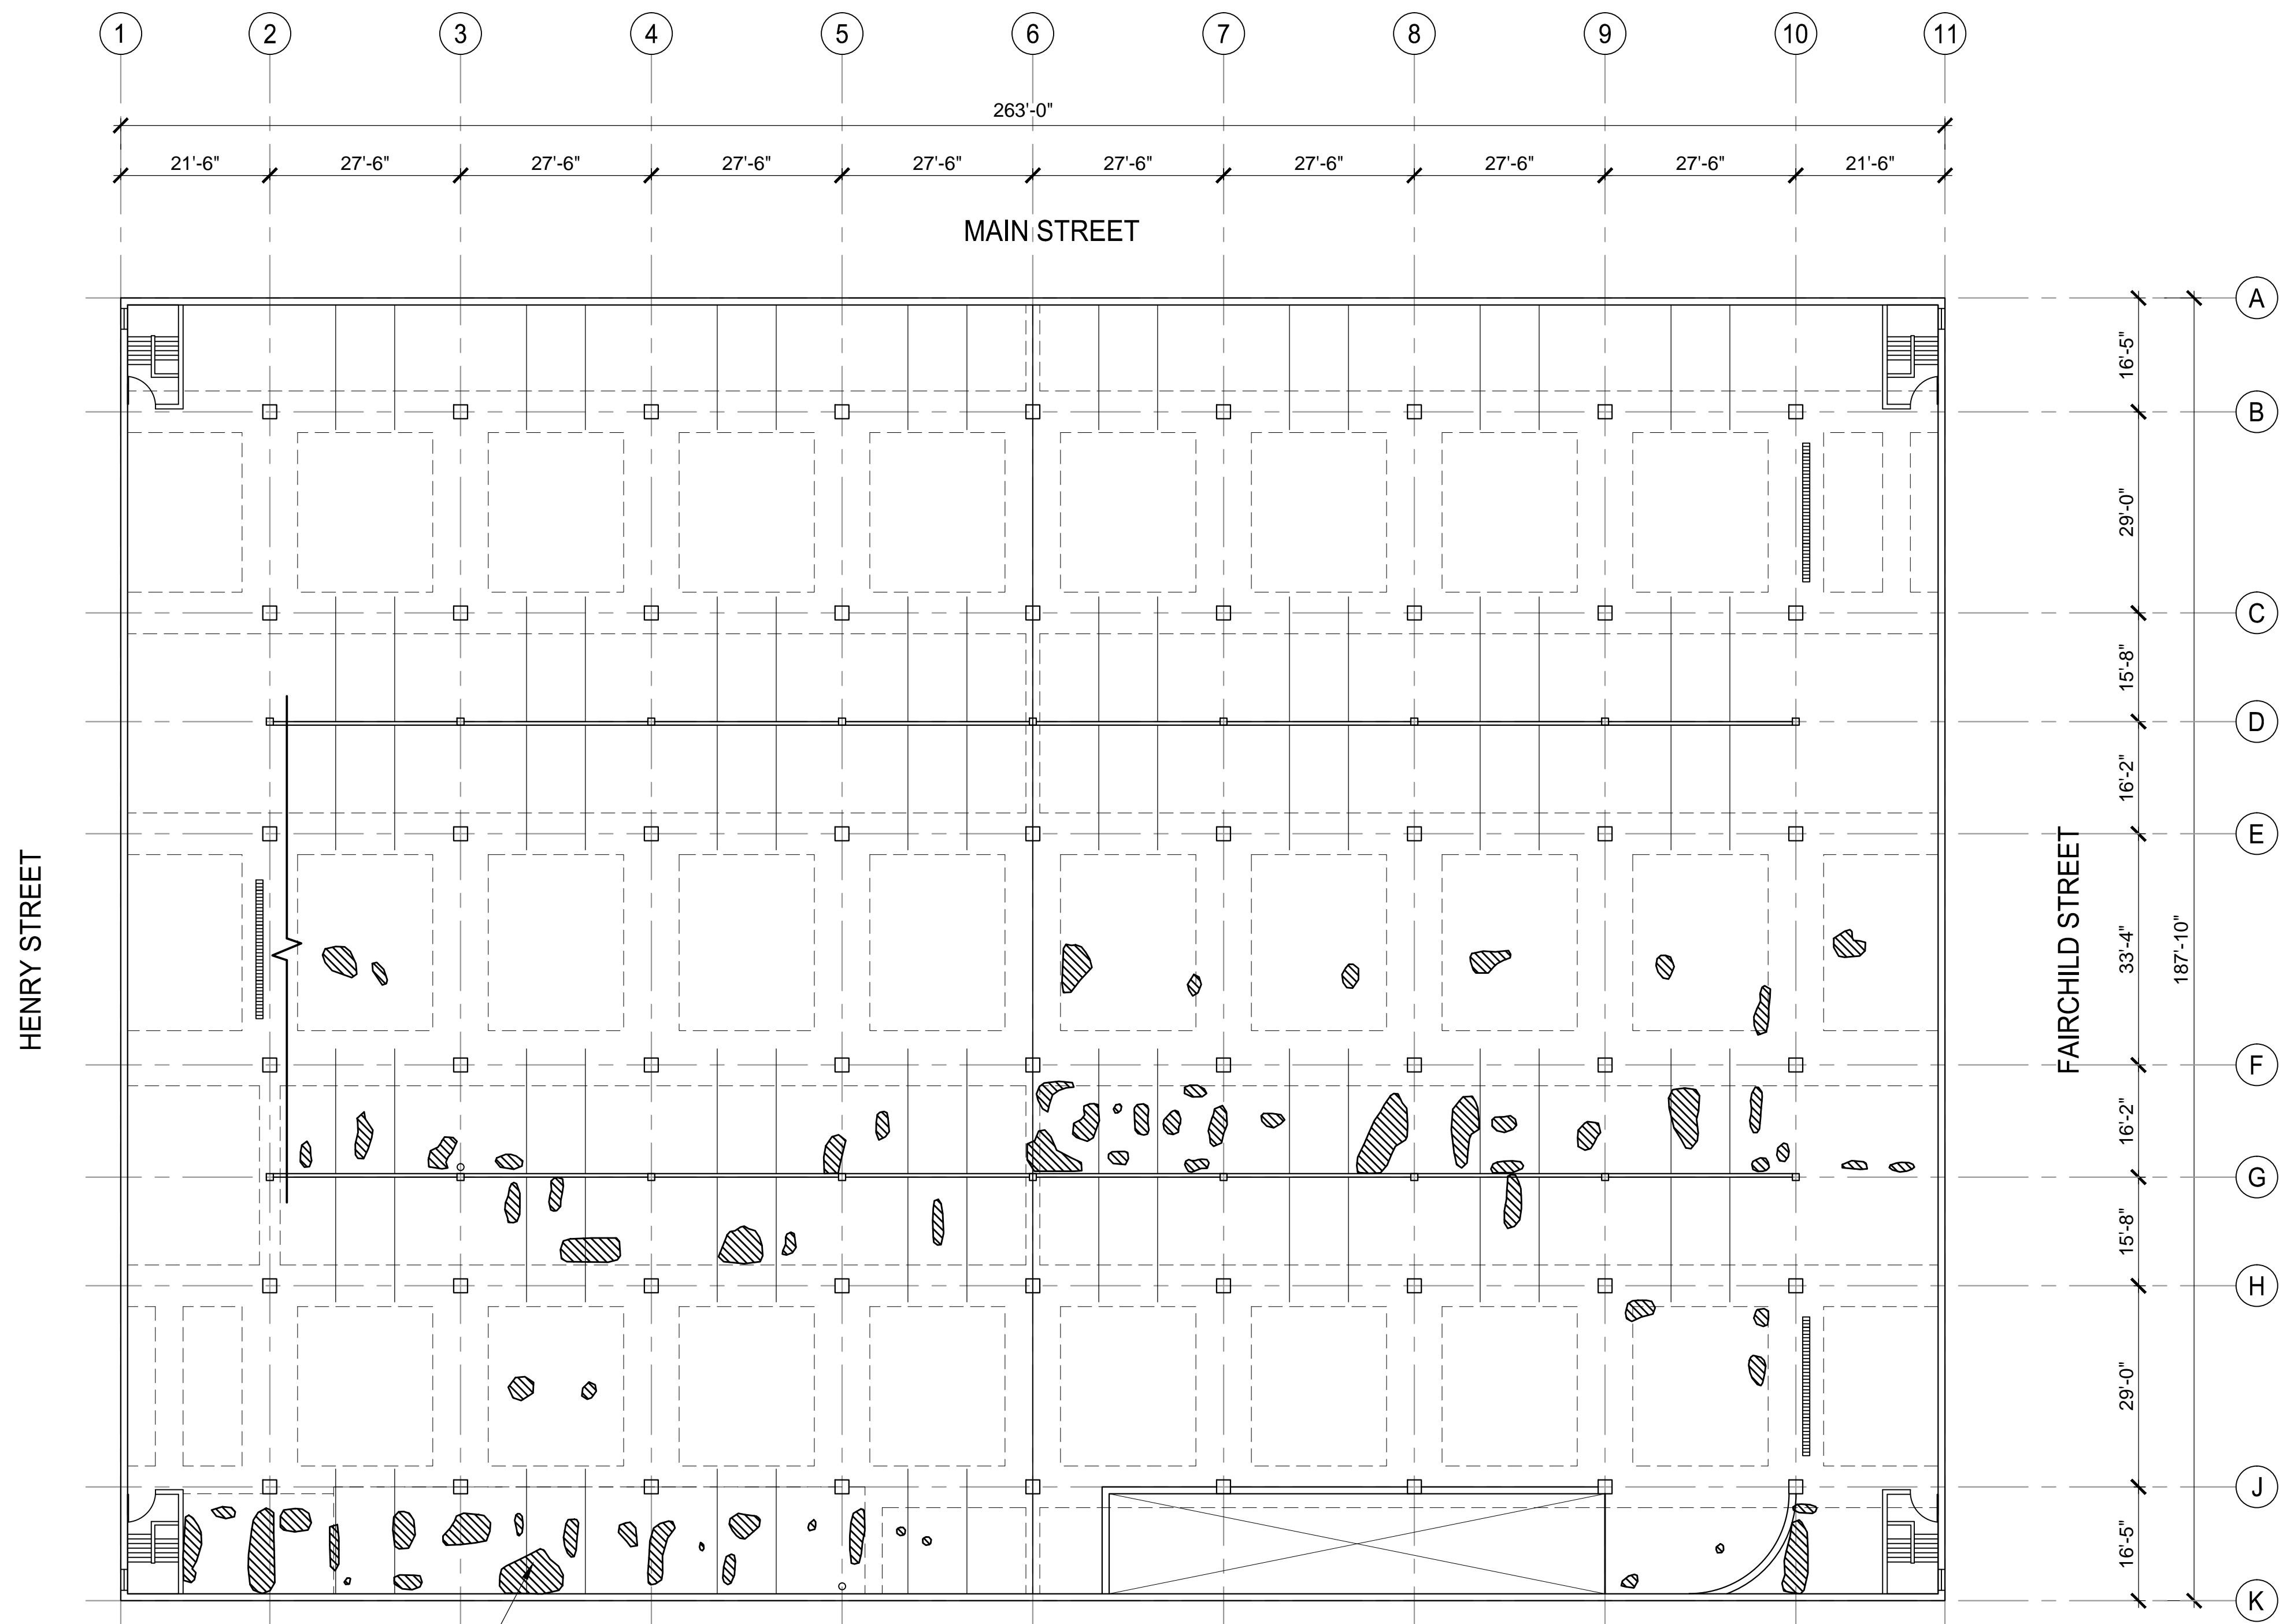 1 2 3 4 5 6 7 8 9 10 11
263'-0"
21'-6" 27'-6" 27'-6" 27'-6" 27'-6" 27'-6" 27'-6" 27'-6" 27'-6" 21'-6"
MAIN STREET
HENRY STREET
FAIRCHILD STREET
16'-5"
29'-0"
15'-8"
16'-2"
33'-4"
16'-2"
15'-8"
29'-0"
16'-5"
187'-10"
A
B
C
D
E
F
G
H
J
K